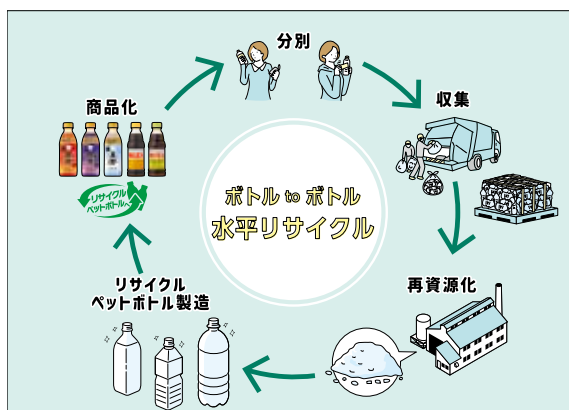 分別
収集
再資源化
リサイクル
ペットボトル製造
商品化
リサイクル
ペットボトルへ
ボトル to ボトル
水平リサイクル